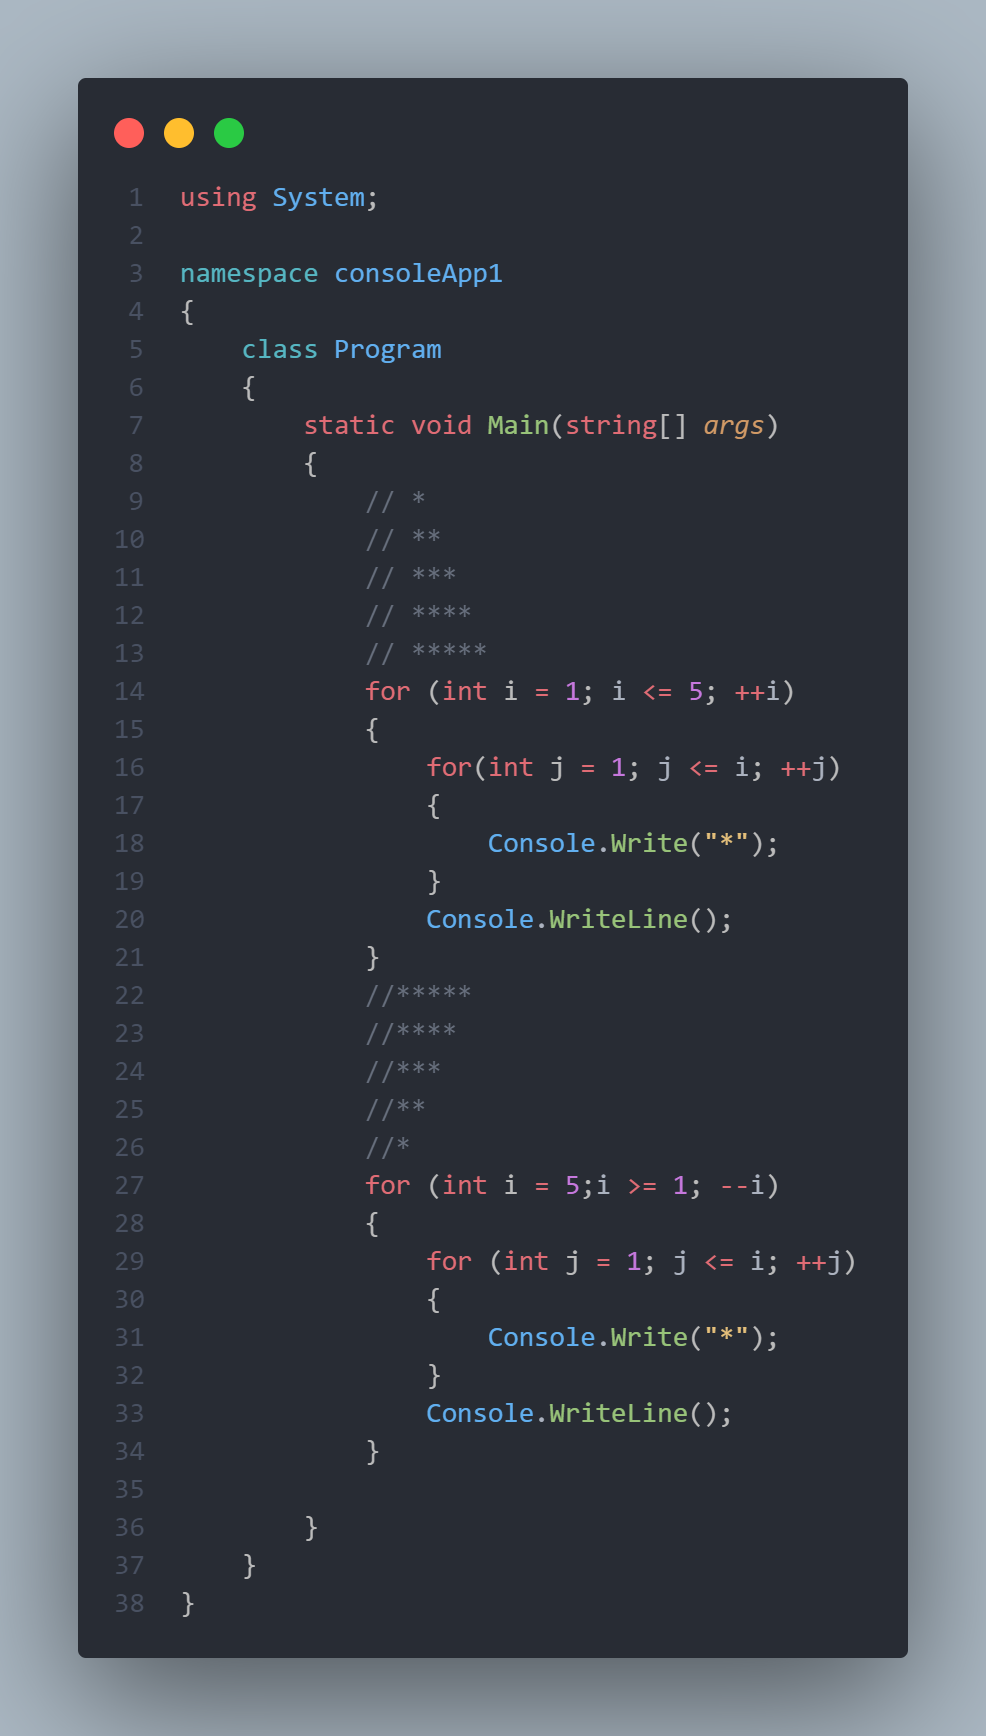 1 using System;
2
3 namespace consoleApp1
4 {
5     class Program
6     {
7         static void Main(string[] args)
8         {
9             // *
10             // **
11             // ***
12             // ****
13             // *****
14             for (int i = 1; i <= 5; ++i)
15             {
16                 for(int j = 1; j <= i; ++j)
17                 {
18                     Console.Write("*");
19                 }
20                 Console.WriteLine();
21             }
22             //*****
23             //****
24             //***
25             //**
26             //*
27             for (int i = 5;i >= 1; --i)
28             {
29                 for (int j = 1; j <= i; ++j)
30                 {
31                     Console.Write("*");
32                 }
33                 Console.WriteLine();
34             }
35
36         }
37     }
38 }